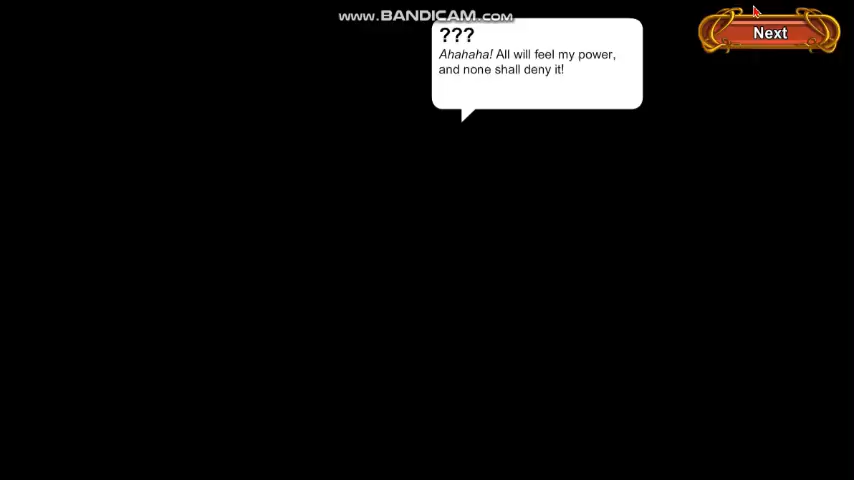 www.BANDICAM.com
???
Ahahaha! All will feel my power,
and none shall deny it!
Next